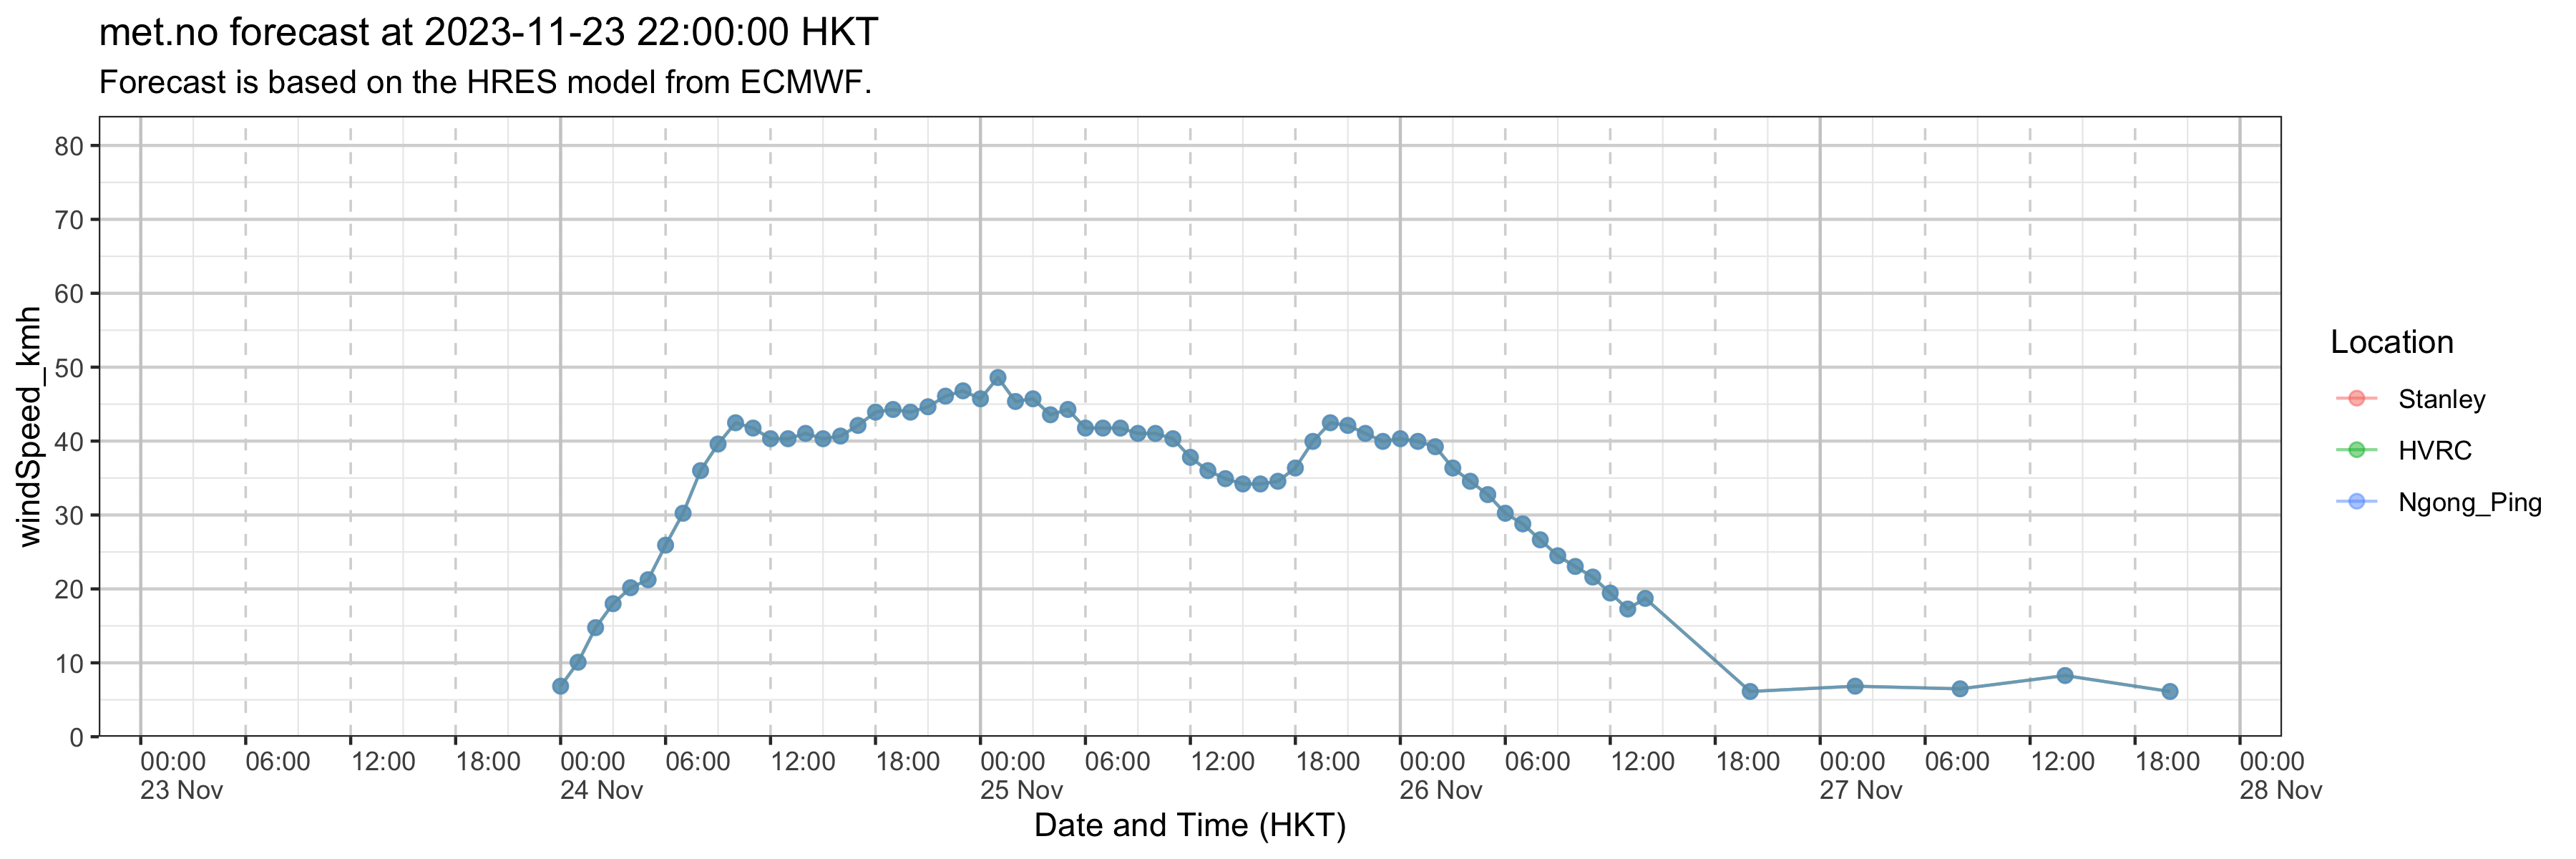 met.no forecast at 2023-11-23 22:00:00 HKT
Forecast is based on the HRES model from ECMWF.
windSpeed_kmh
80
70
60
50
40
30
20
10
0
00:00 06:00 12:00 18:00 00:00 06:00 12:00 18:00 00:00 06:00 12:00 18:00 00:00 06:00 12:00 18:00 00:00 06:00 12:00 18:00 00:00
23 Nov 24 Nov 25 Nov 26 Nov 27 Nov 28 Nov
Date and Time (HKT)
Location
Stanley
HVRC
Ngong_Ping